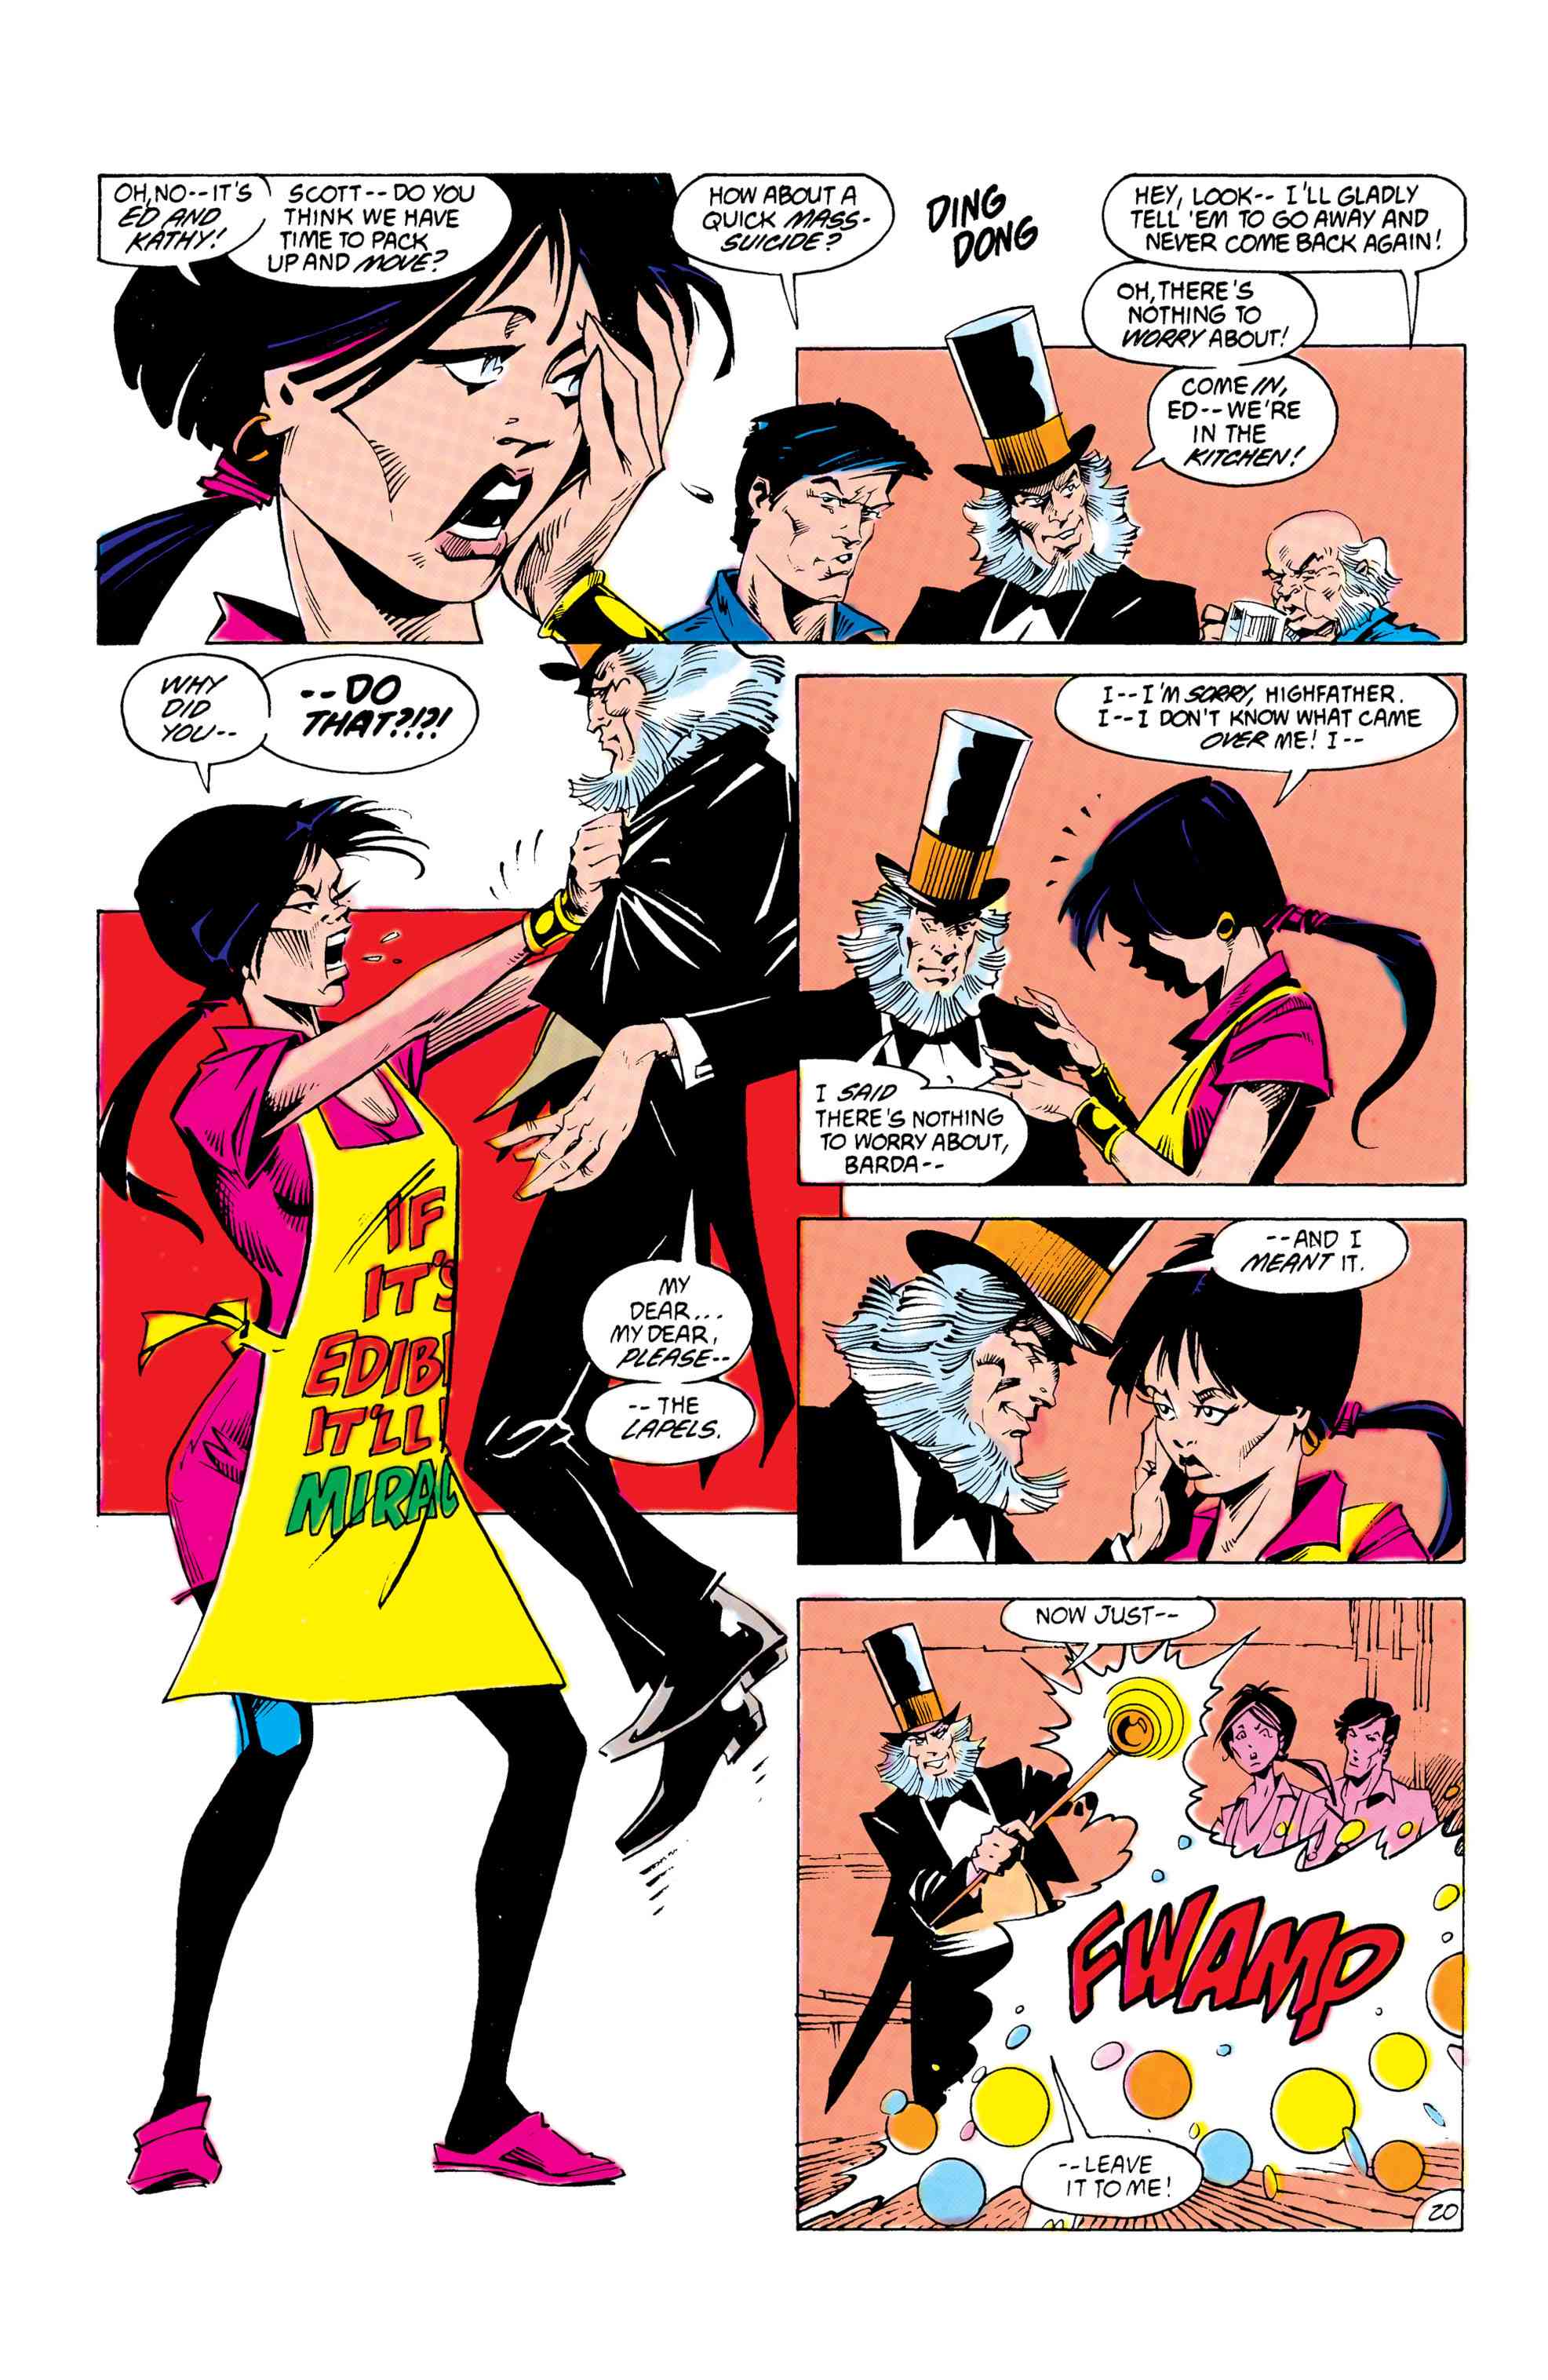 OH, NO--IT'S
ED AND
KATHY!
SCOTT--DO YOU
THINK WE HAVE
TIME TO PACK
UP AND MOVE?
HOW ABOUT A
QUICK MASS-
SUICIDE?
DING
DONG
HEY, LOOK-- I'LL GLADLY
TELL 'EM TO GO AWAY AND
NEVER COME BACK AGAIN!
OH, THERE'S
NOTHING TO
WORRY ABOUT!
COME IN,
ED--WE'RE
IN THE
KITCHEN!
WHY
DID
YOU--
--DO
THAT?!?!
MY
DEAR...
MY DEAR,
PLEASE--
-- THE
LAPELS.
IF
IT'S
EDIB
IT'LL
MIRAC
I--I'M SORRY, HIGHFATHER.
I--I DON'T KNOW WHAT CAME
OVER ME! I--
I SAID
THERE'S NOTHING
TO WORRY ABOUT,
BARDA--
--AND I
MEANT IT.
NOW JUST--
FWAMP
--LEAVE
IT TO ME!
20